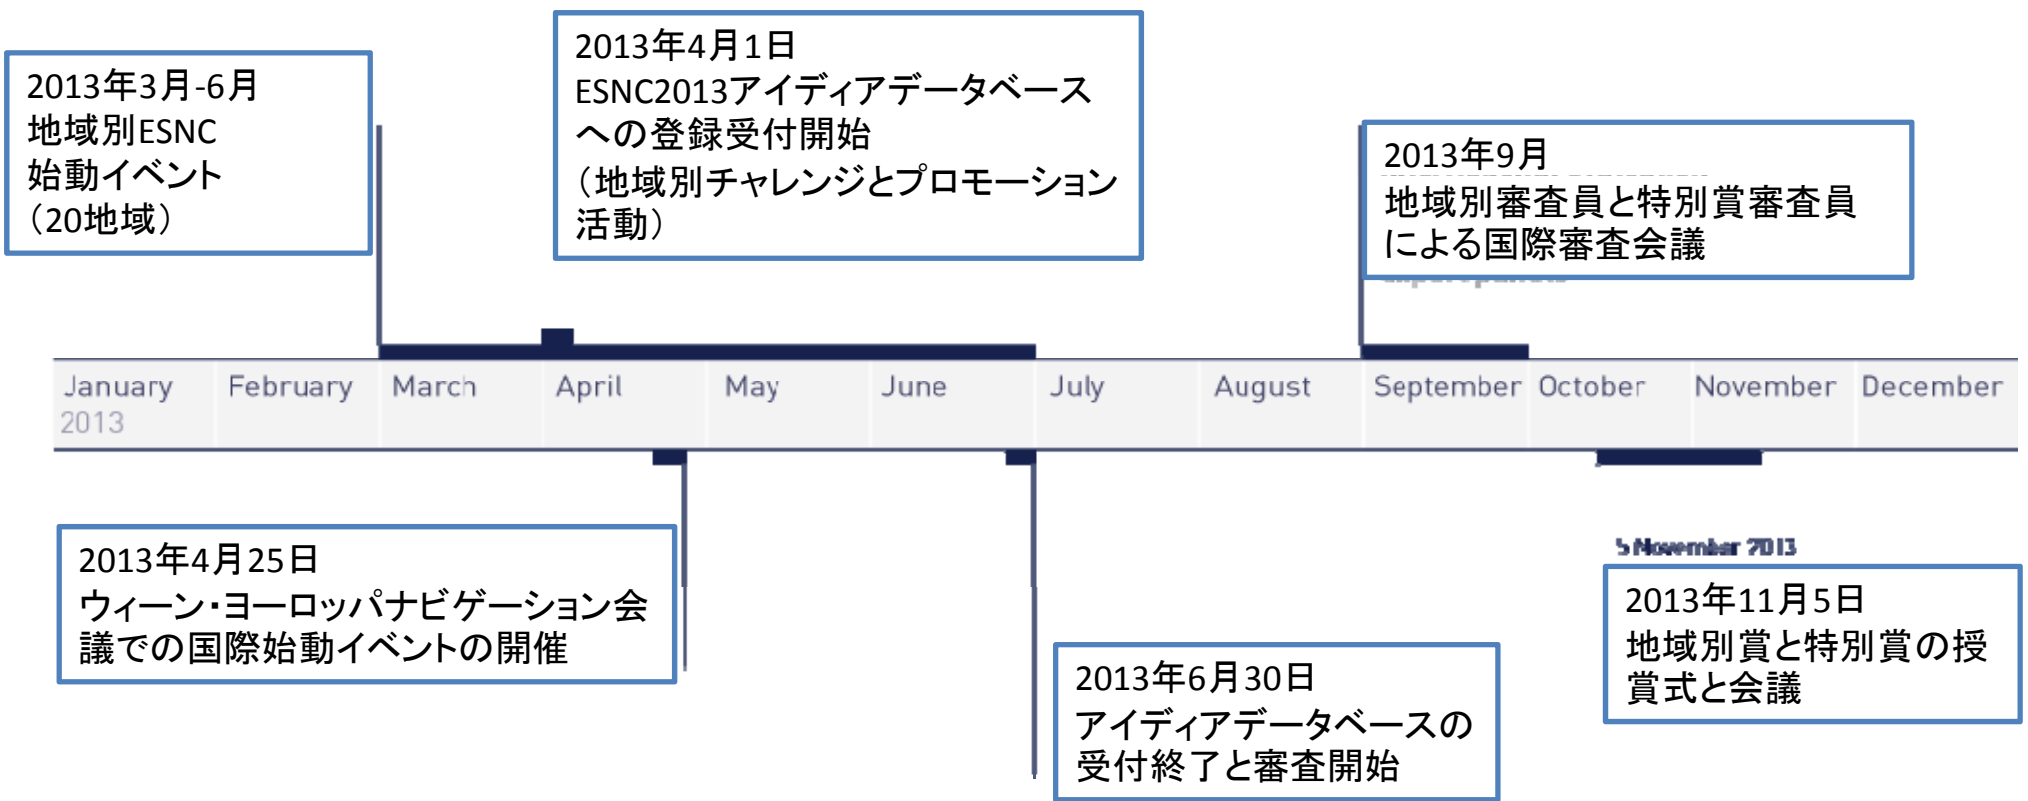 2013年3月-6月
地域別ESNC
始動イベント
（20地域）
2013年4月1日
ESNC2013アイディアデータベース
への登録受付開始
（地域別チャレンジとプロモーション
活動）
2013年9月
地域別審査員と特別賞審査員
による国際審査会議
January February March April May June July August September October November December
2013
2013年4月25日
ウィーン・ヨーロッパナビゲーション会
議での国際始動イベントの開催
2013年6月30日
アイディアデータベースの
受付終了と審査開始
5 November 2013
2013年11月5日
地域別賞と特別賞の授
賞式と会議